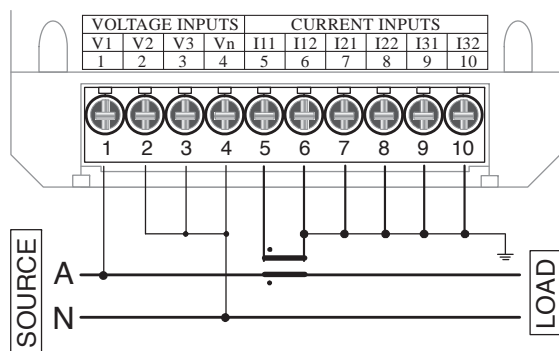 VOLTAGE INPUTS CURRENT INPUTS
V1 V2 V3 Vn I11 I12 I21 I22 I31 I32
1 2 3 4 5 6 7 8 9 10
1 2 3 4 5 6 7 8 9 10
SOURCE
A
N
LOAD